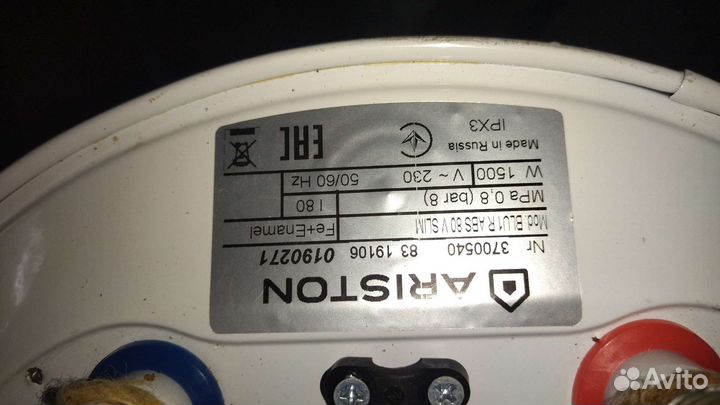 ARISTON
Nr 3700540 83 19106 0190271
Mod BLU1 R ABS 80 V SLIM Fe+Enamel
MPa 0,8 (bar 8) l 80
W 1500 V~230 50/60 Hz
Made in Russia
IPX3
EAC
Avito